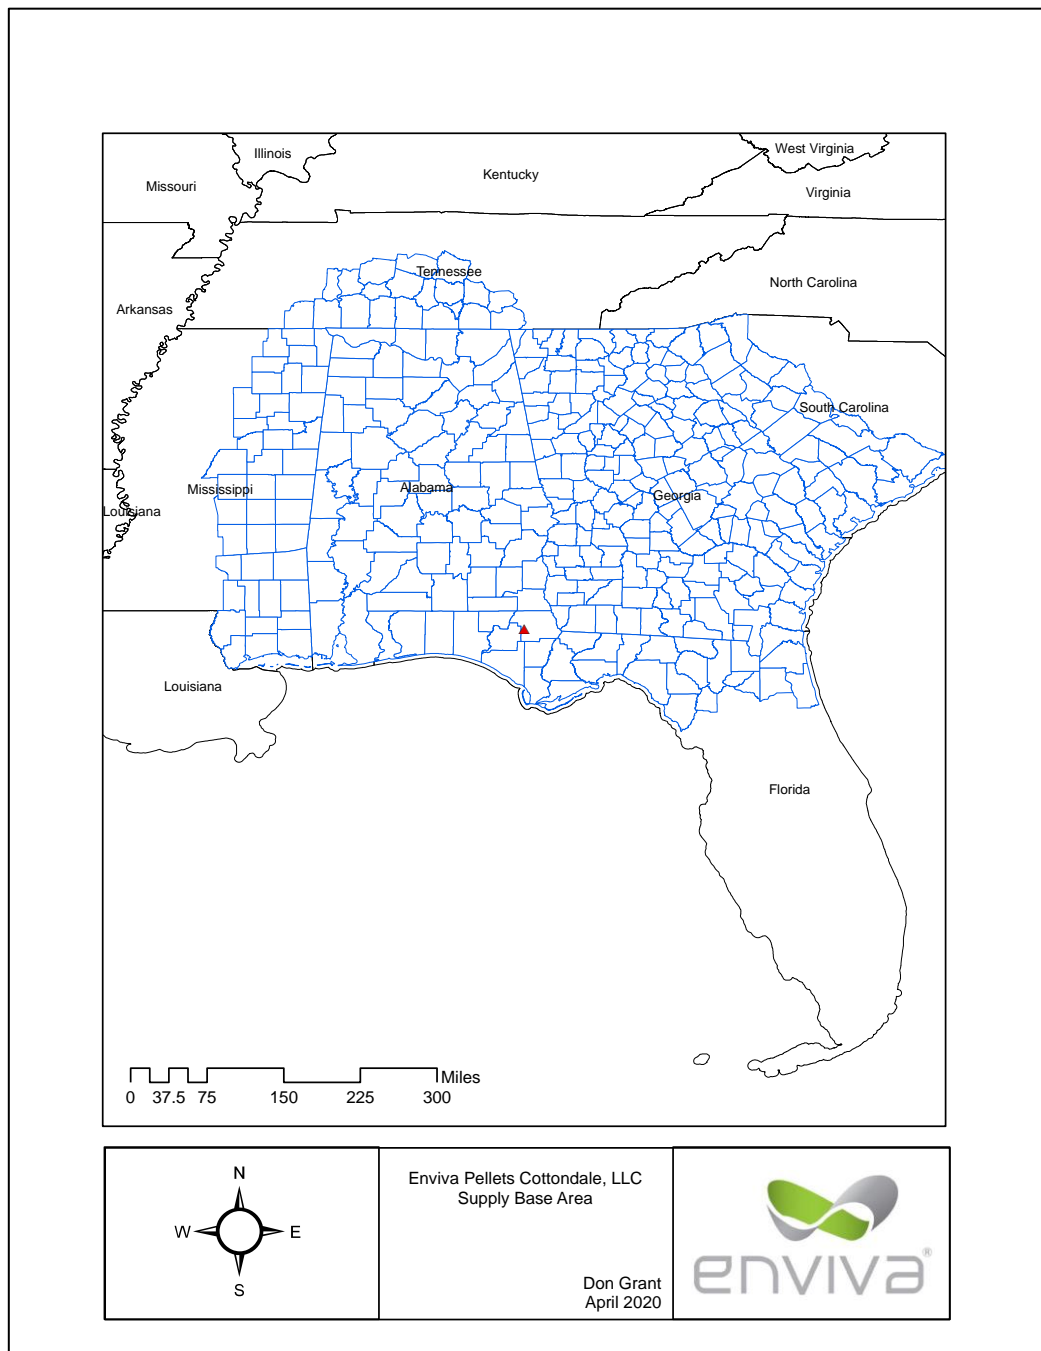 Illinois
West Virginia
Missouri
Kentucky
Virginia
Tennessee
North Carolina
Arkansas
South Carolina
Mississippi
Alabama
Georgia
Louisiana
Louisiana
Florida
Miles
0 37.5 75 150 225 300
N
W E
S
Enviva Pellets Cottondale, LLC
Supply Base Area
Don Grant
April 2020
enviva®